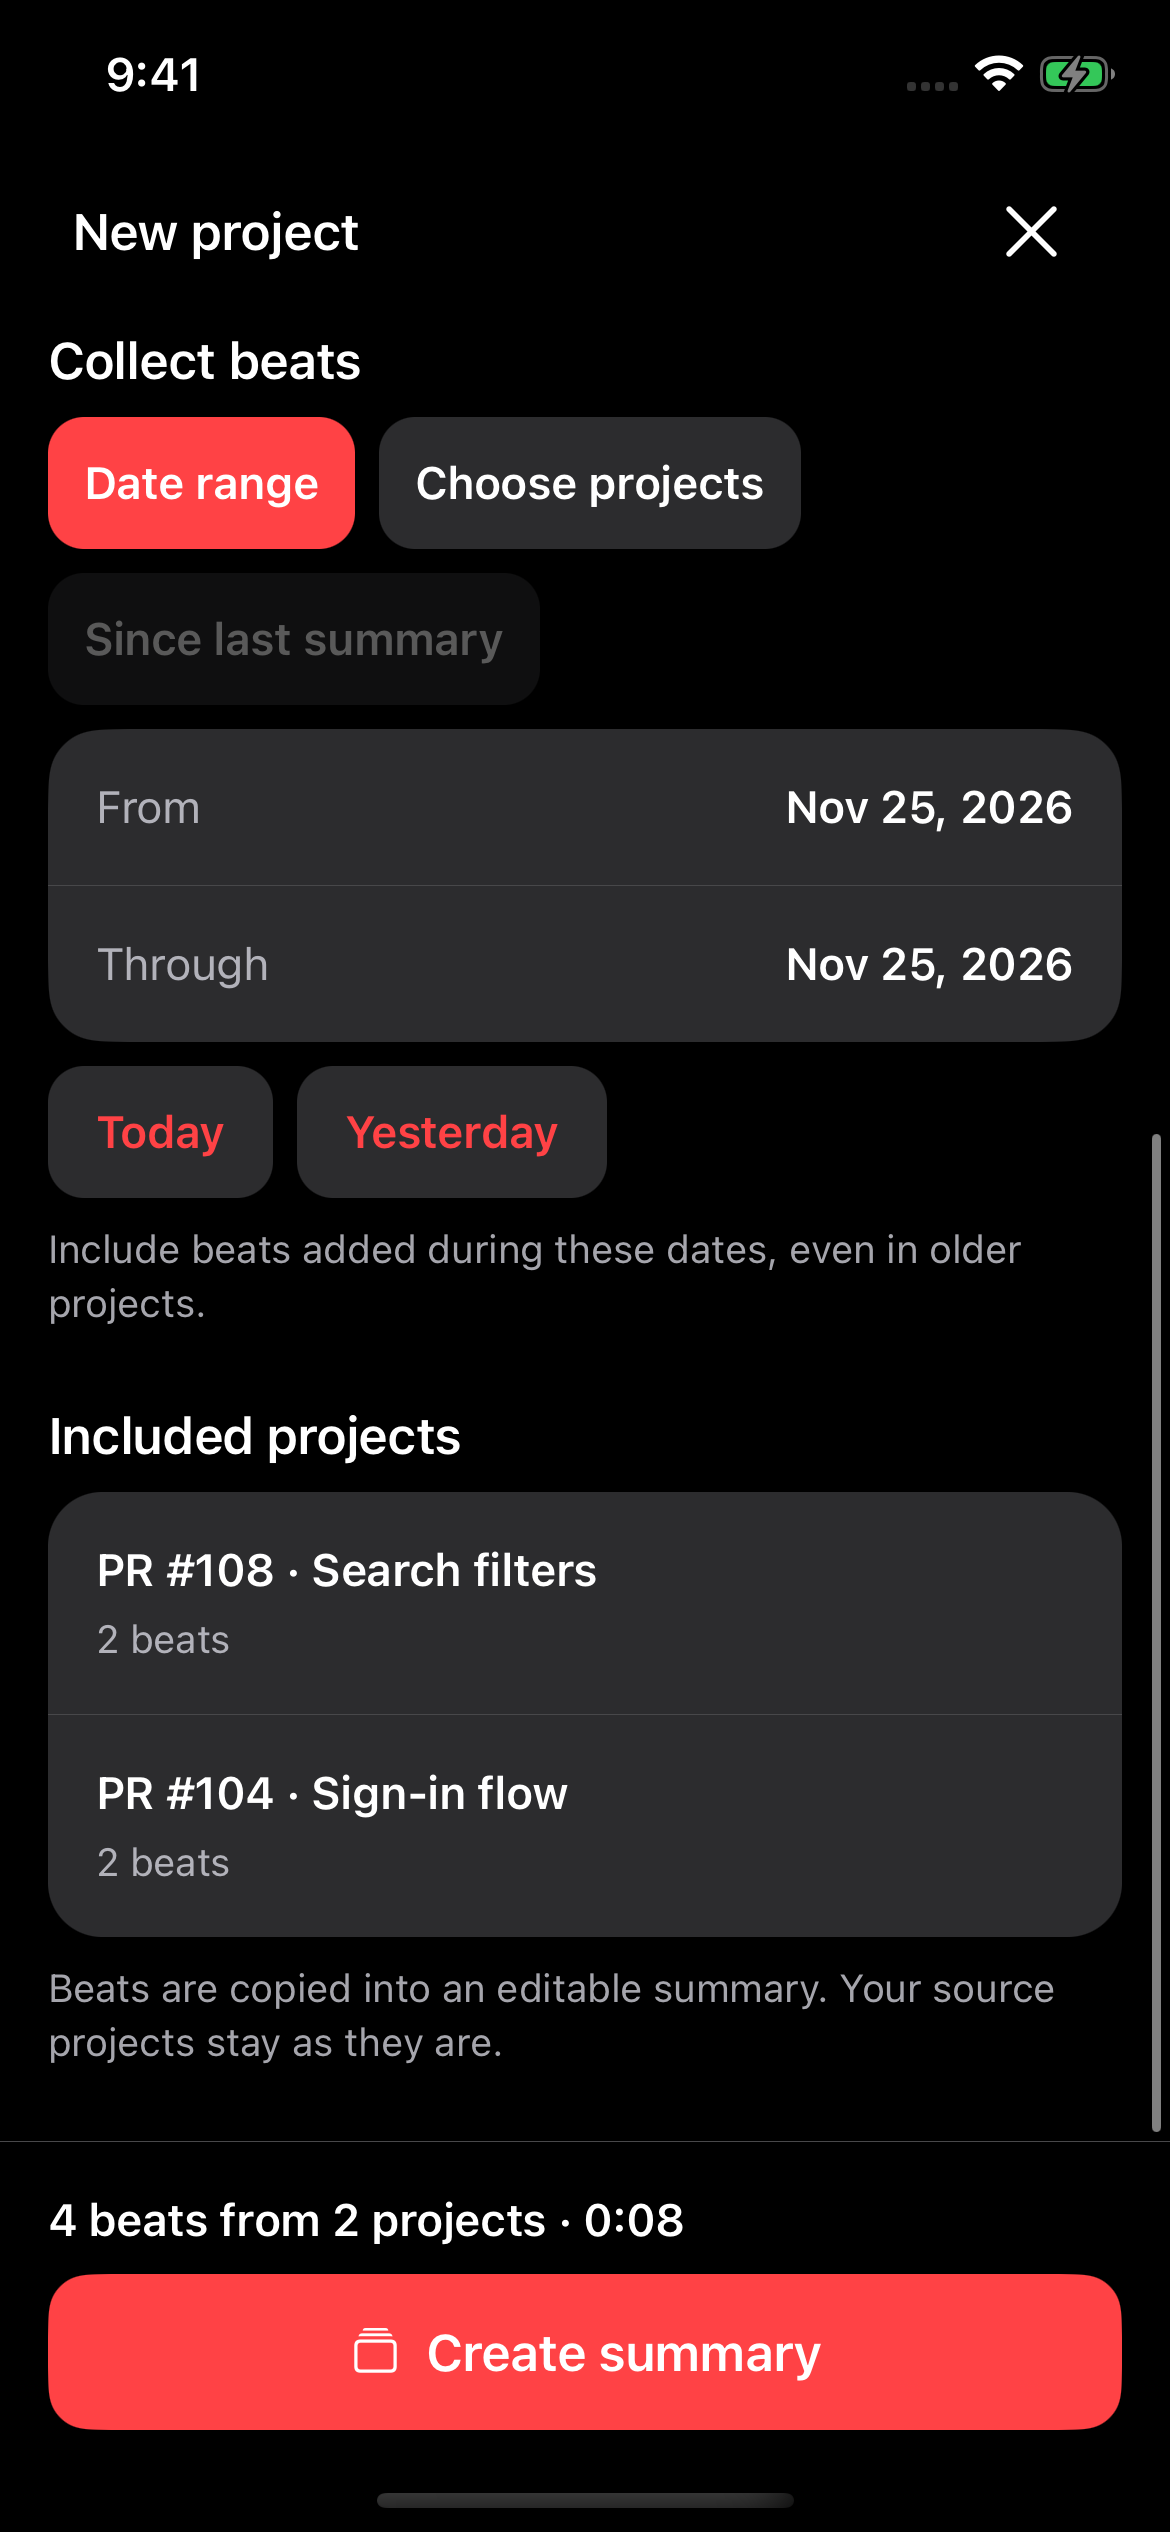 9:41
New project
Collect beats
Date range
Choose projects
Since last summary
From
Nov 25, 2026
Through
Nov 25, 2026
Today
Yesterday
Include beats added during these dates, even in older
projects.
Included projects
PR #108 · Search filters
2 beats
PR #104 · Sign-in flow
2 beats
Beats are copied into an editable summary. Your source
projects stay as they are.
4 beats from 2 projects · 0:08
Create summary